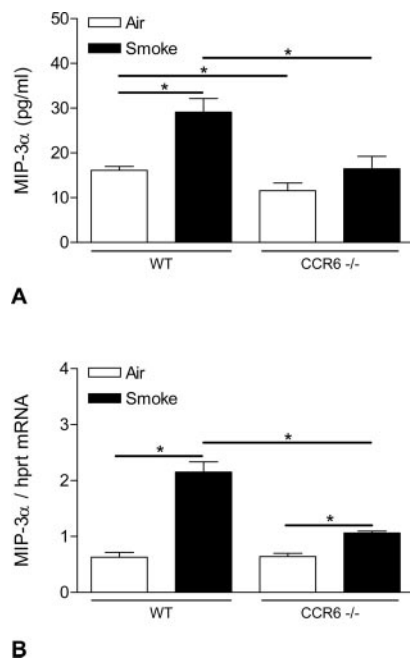 MIP-3α (pg/ml)
50
40
30
20
10
0
Air
Smoke
*
*
*
WT
CCR6 -/-
A
MIP-3α / hprt mRNA
4
3
2
1
0
Air
Smoke
*
*
*
WT
CCR6 -/-
B